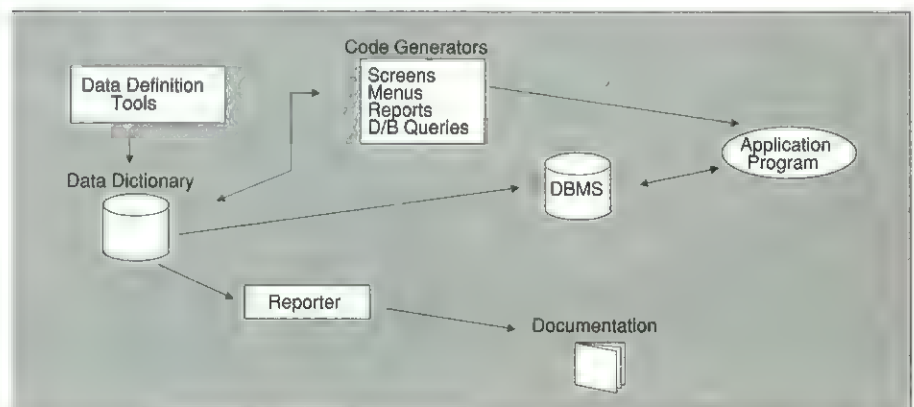 Code Generators
Data Definition
Tools
Screens
Menus
Reports
D/B Queries
Application
Program
Data Dictionary
DBMS
Reporter
Documentation